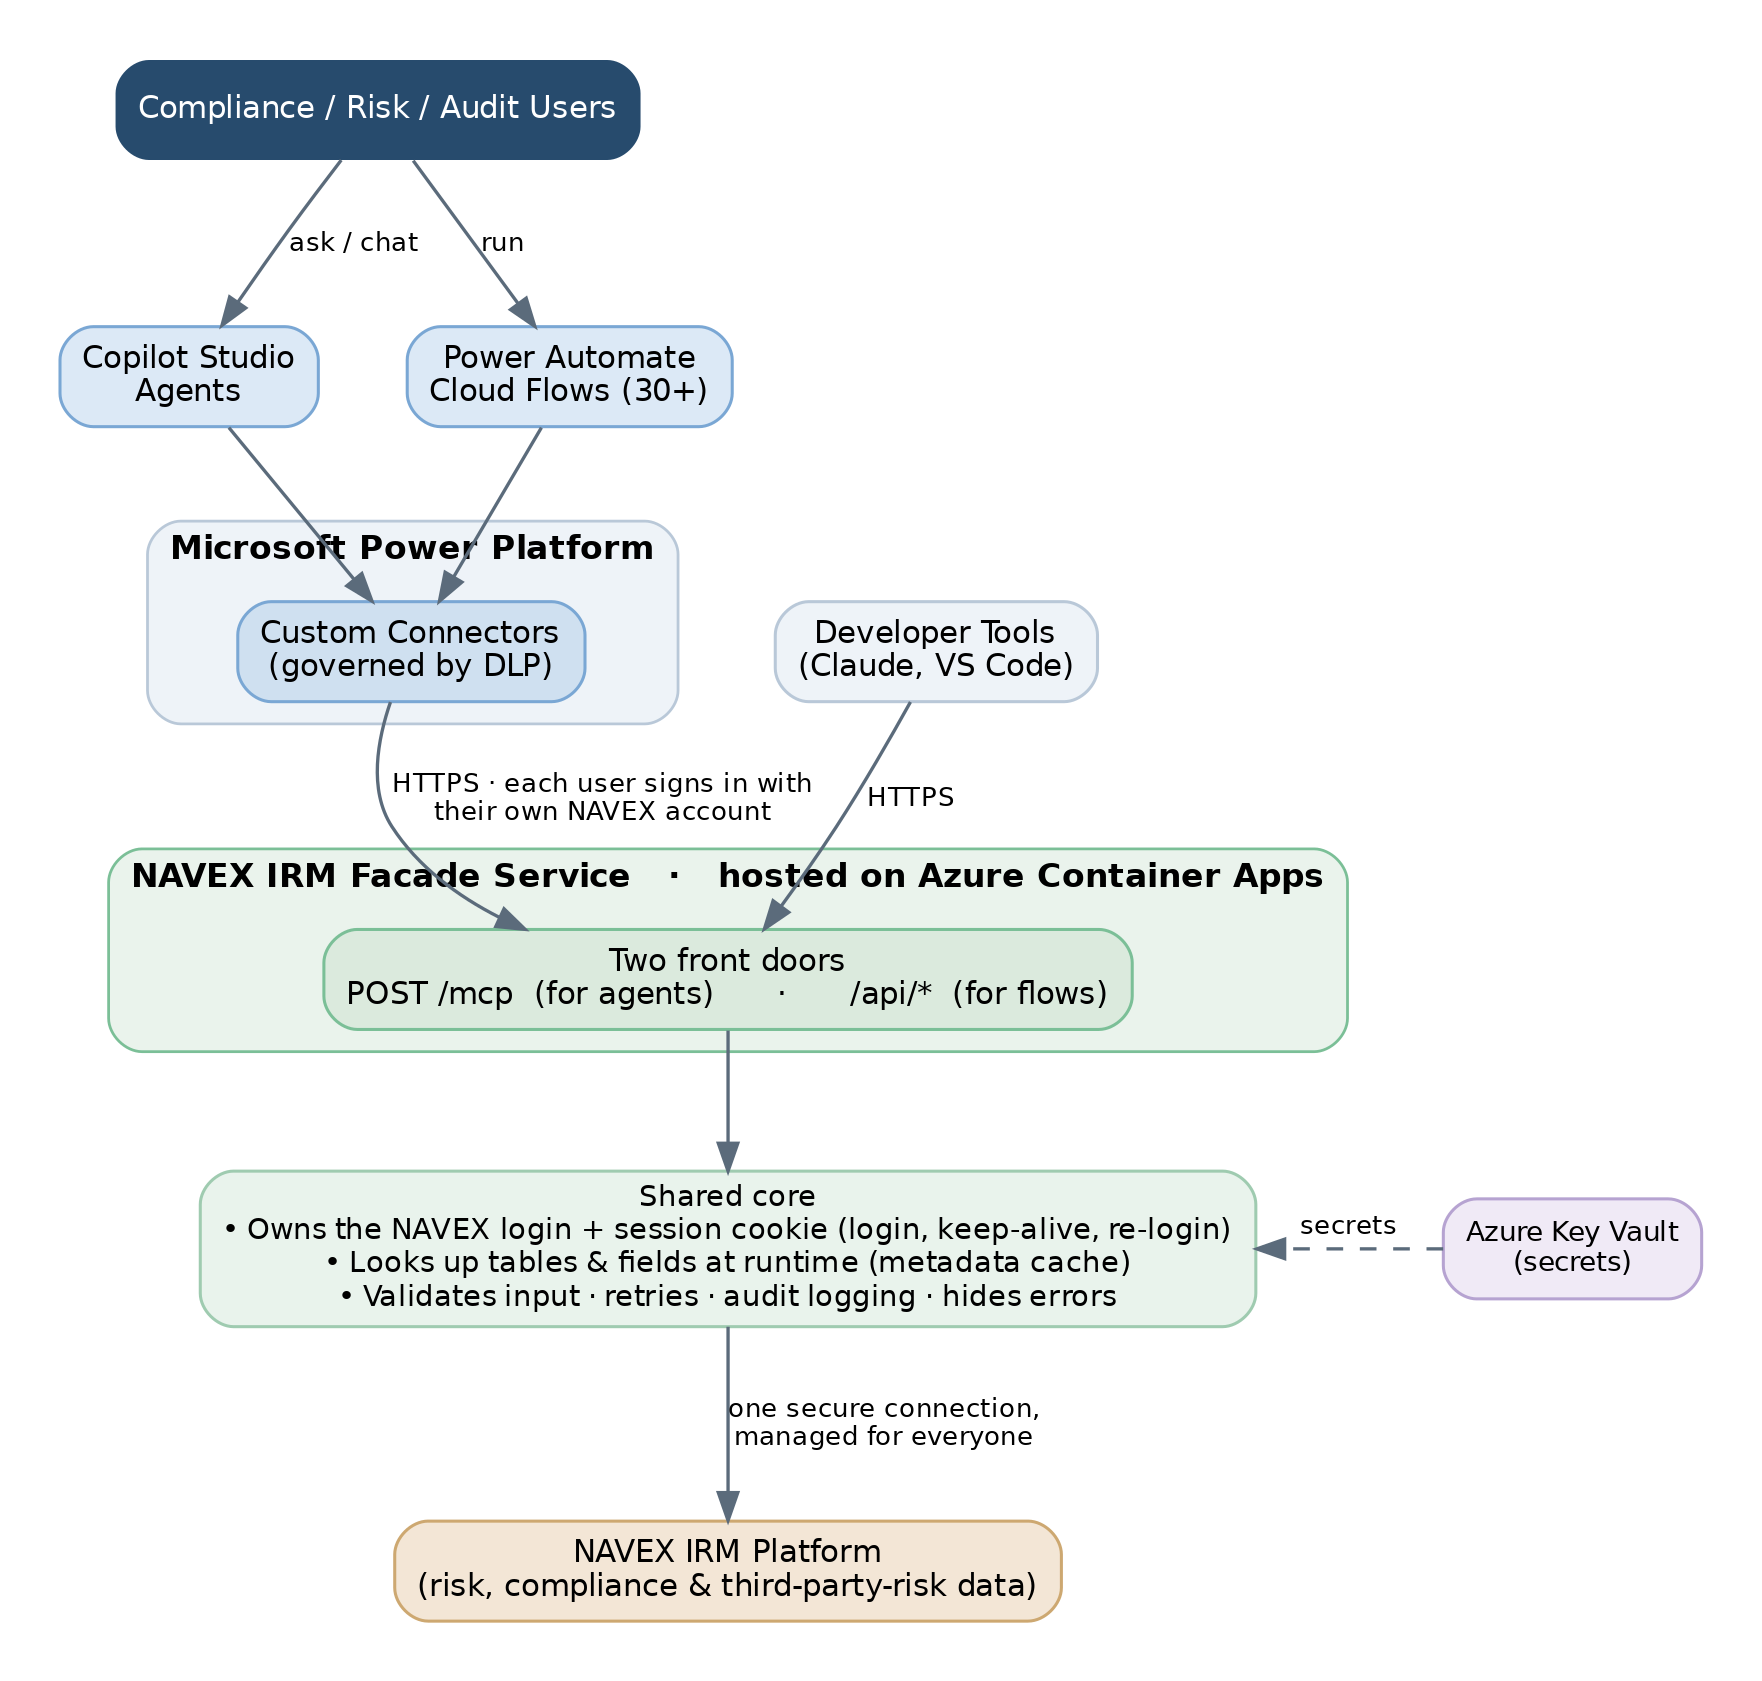 Compliance / Risk / Audit Users
ask / chat
run
Copilot Studio
Agents
Power Automate
Cloud Flows (30+)
Microsoft Power Platform
Custom Connectors
(governed by DLP)
Developer Tools
(Claude, VS Code)
HTTPS · each user signs in with
their own NAVEX account
HTTPS
NAVEX IRM Facade Service · hosted on Azure Container Apps
Two front doors
POST /mcp (for agents) · /api/* (for flows)
Shared core
• Owns the NAVEX login + session cookie (login, keep-alive, re-login)
• Looks up tables & fields at runtime (metadata cache)
• Validates input · retries · audit logging · hides errors
secrets
Azure Key Vault
(secrets)
one secure connection,
managed for everyone
NAVEX IRM Platform
(risk, compliance & third-party-risk data)